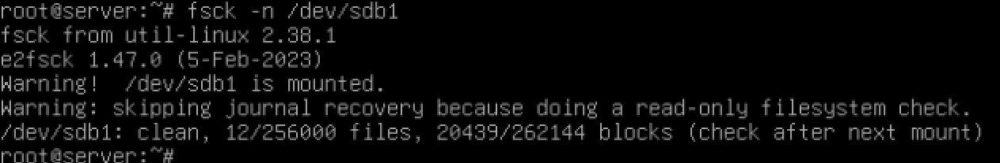 root@server:~# fsck -n /dev/sdb1
fsck from util-linux 2.38.1
e2fsck 1.47.0 (5-Feb-2023)
Warning!  /dev/sdb1 is mounted.
Warning: skipping journal recovery because doing a read-only filesystem check.
/dev/sdb1: clean, 12/256000 files, 20439/262144 blocks (check after next mount)
root@server:~#